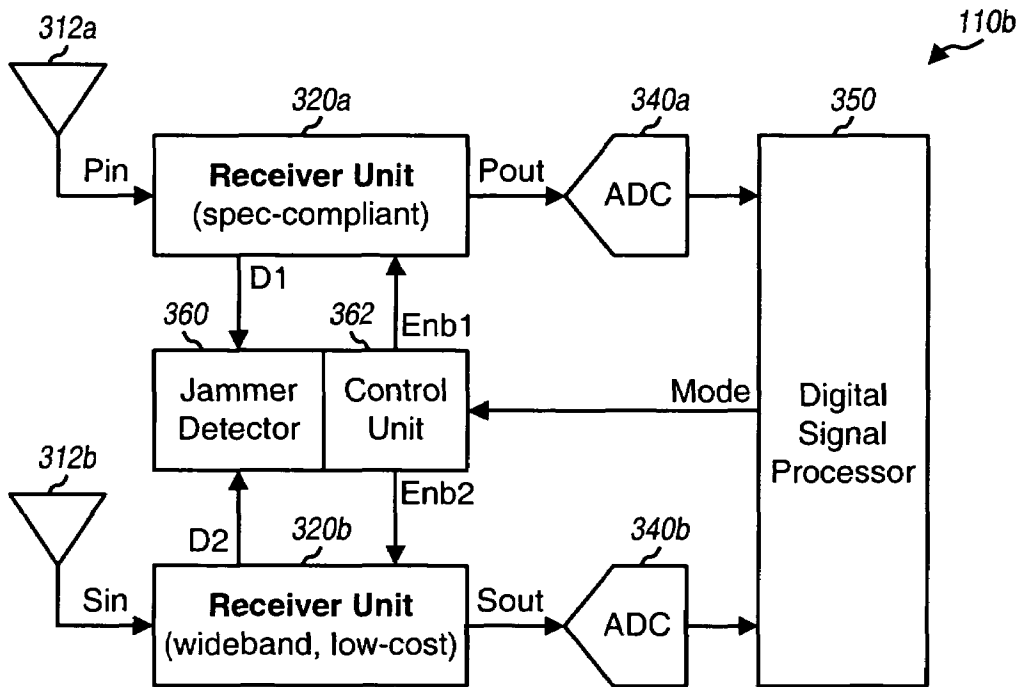 312a
110b
320a
340a
350
Pin
Receiver Unit
(spec-compliant)
Pout
ADC
D1
360
362
Enb1
Jammer
Detector
Control
Unit
Mode
Digital
Signal
Processor
312b
D2
320b
Enb2
340b
Sin
Receiver Unit
(wideband, low-cost)
Sout
ADC